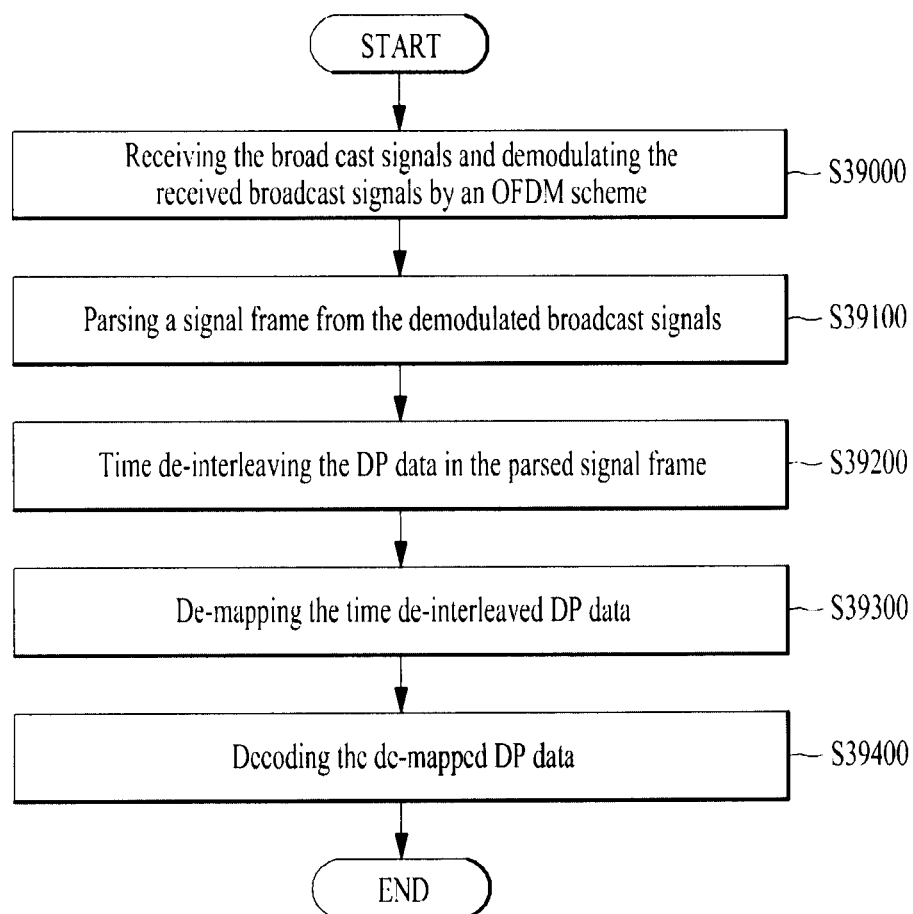 START
Receiving the broad cast signals and demodulating the
received broadcast signals by an OFDM scheme
S39000
Parsing a signal frame from the demodulated broadcast signals
S39100
Time de-interleaving the DP data in the parsed signal frame
S39200
De-mapping the time de-interleaved DP data
S39300
Decoding the de-mapped DP data
S39400
END